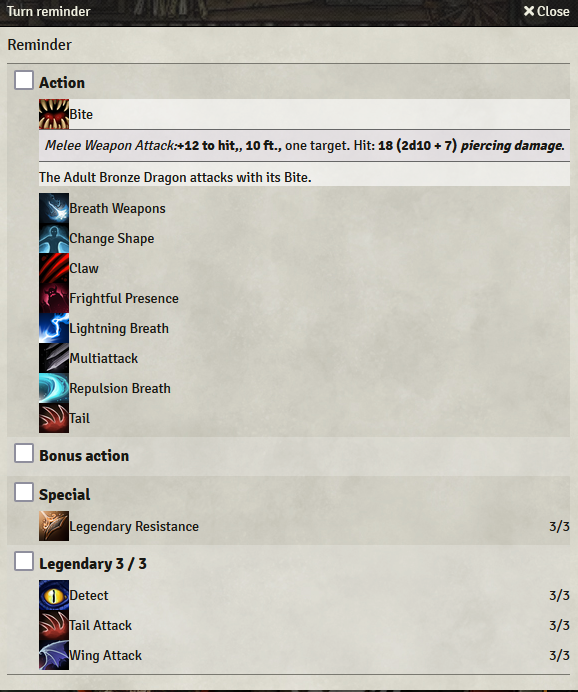 Turn reminder
Close
Reminder
Action
Bite
Melee Weapon Attack:+12 to hit,, 10 ft., one target. Hit: 18 (2d10 + 7) piercing damage.
The Adult Bronze Dragon attacks with its Bite.
Breath Weapons
Change Shape
Claw
Frightful Presence
Lightning Breath
Multiattack
Repulsion Breath
Tail
Bonus action
Special
Legendary Resistance 3/3
Legendary 3 / 3
Detect 3/3
Tail Attack 3/3
Wing Attack 3/3